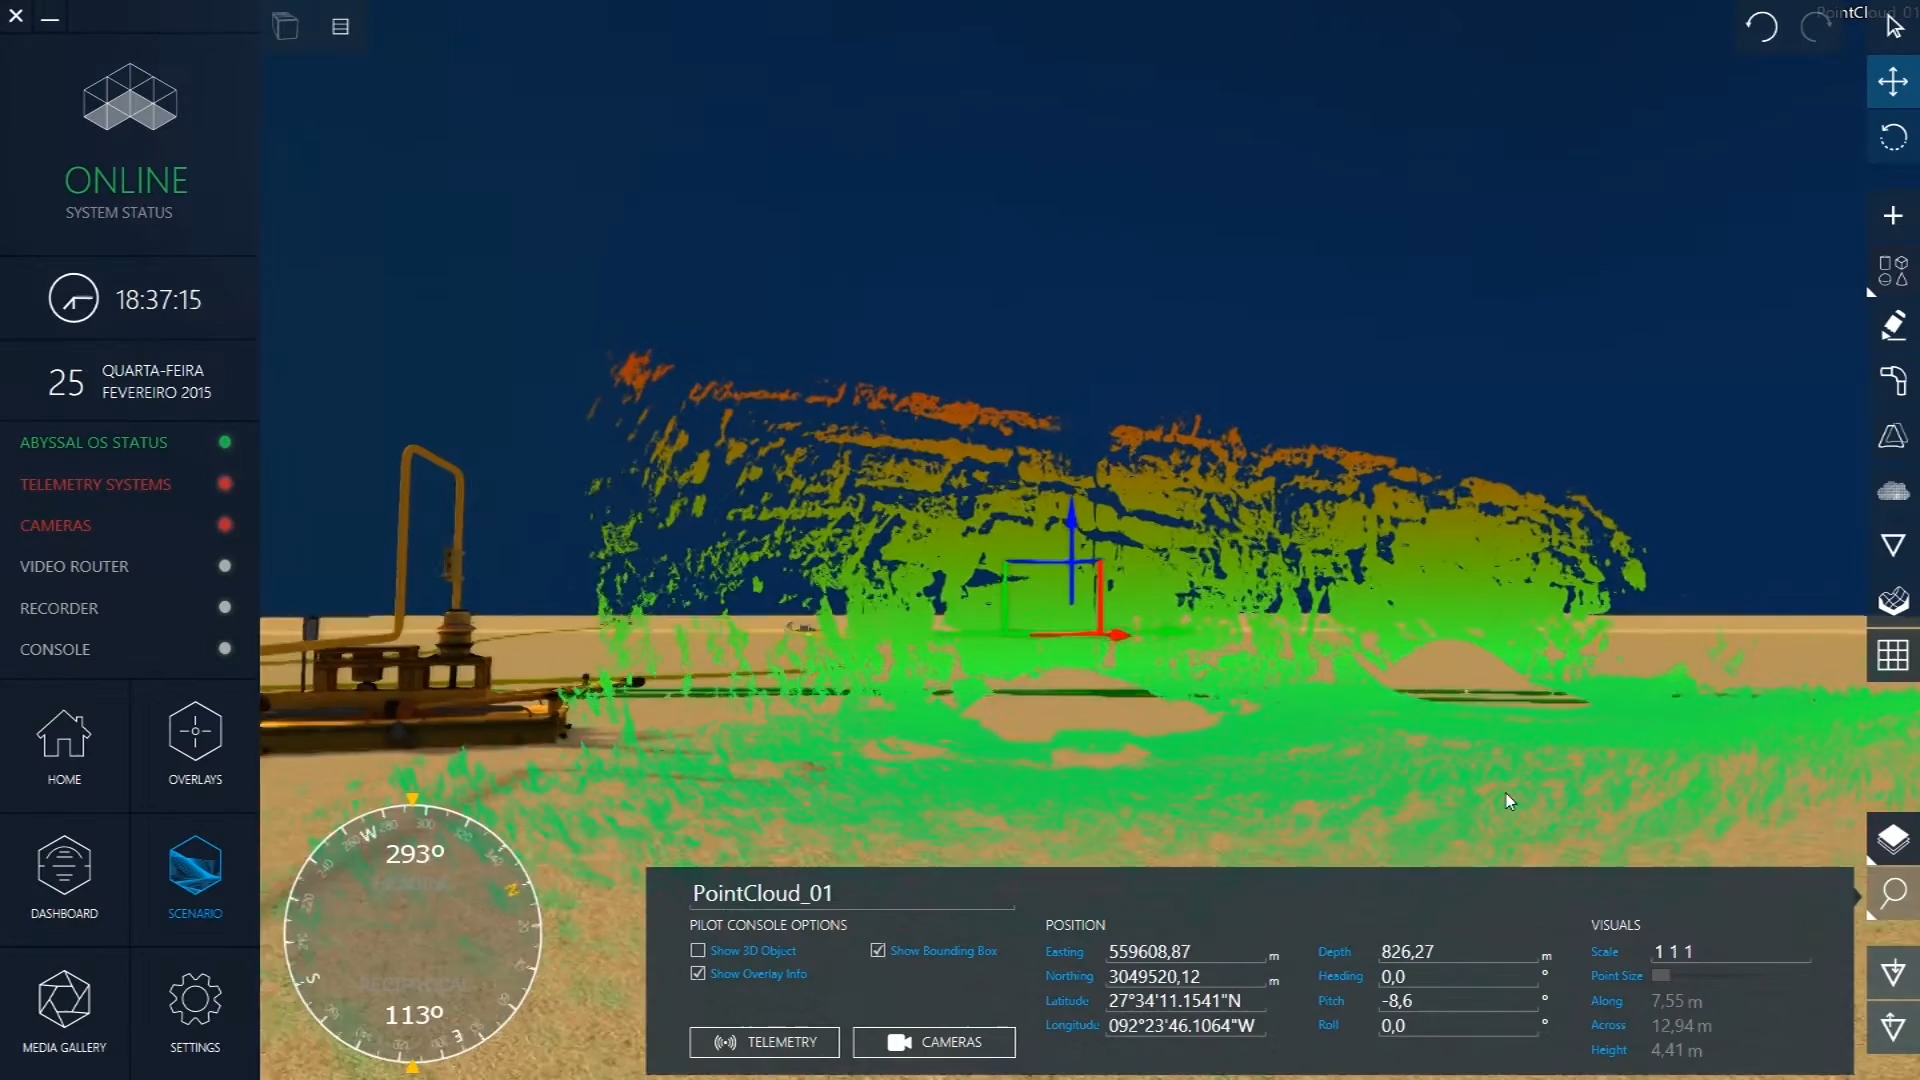 PointCloud_01
ONLINE
SYSTEM STATUS
18:37:15
25
QUARTA-FEIRA
FEVEREIRO 2015
ABYSSAL OS STATUS
TELEMETRY SYSTEMS
CAMERAS
VIDEO ROUTER
RECORDER
CONSOLE
HOME
OVERLAYS
DASHBOARD
SCENARIO
MEDIA GALLERY
SETTINGS
W
293º
HEADING
N
S
RECIPROCAL
113º
E
PointCloud_01
PILOT CONSOLE OPTIONS
Show 3D Object
Show Bounding Box
Show Overlay Info
TELEMETRY
CAMERAS
POSITION
Easting 559608,87 m
Northing 3049520,12 m
Latitude 27°34'11.1541"N
Longitude 092°23'46.1064"W
Depth 826,27 m
Heading 0,0 °
Pitch -8,6 °
Roll 0,0 °
VISUALS
Scale 1 1 1
Point Size
Along 7,55 m
Across 12,94 m
Height 4,41 m